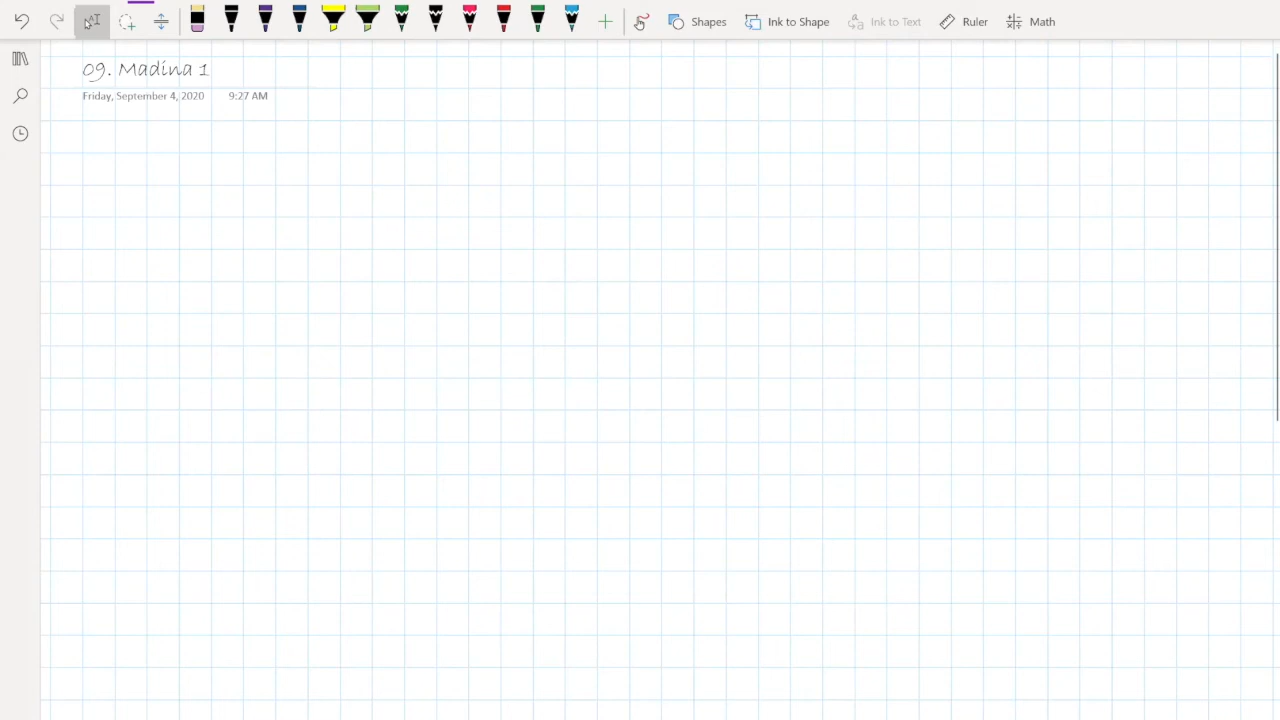 Shapes Ink to Shape Ink to Text Ruler Math
09. Madina 1
Friday, September 4, 2020 9:27 AM